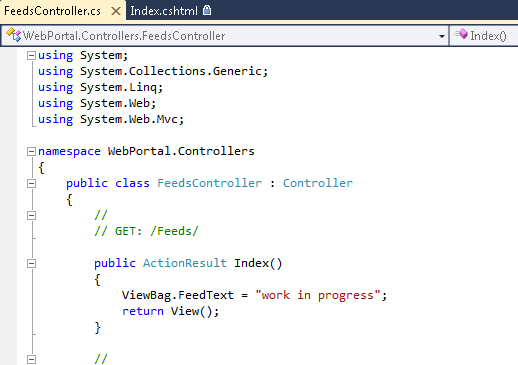 FeedsController.cs Index.cshtml
WebPortal.Controllers.FeedsController Index()
using System;
using System.Collections.Generic;
using System.Linq;
using System.Web;
using System.Web.Mvc;
namespace WebPortal.Controllers
{
public class FeedsController : Controller
{
//
// GET: /Feeds/
public ActionResult Index()
{
ViewBag.FeedText = "work in progress";
return View();
}
//